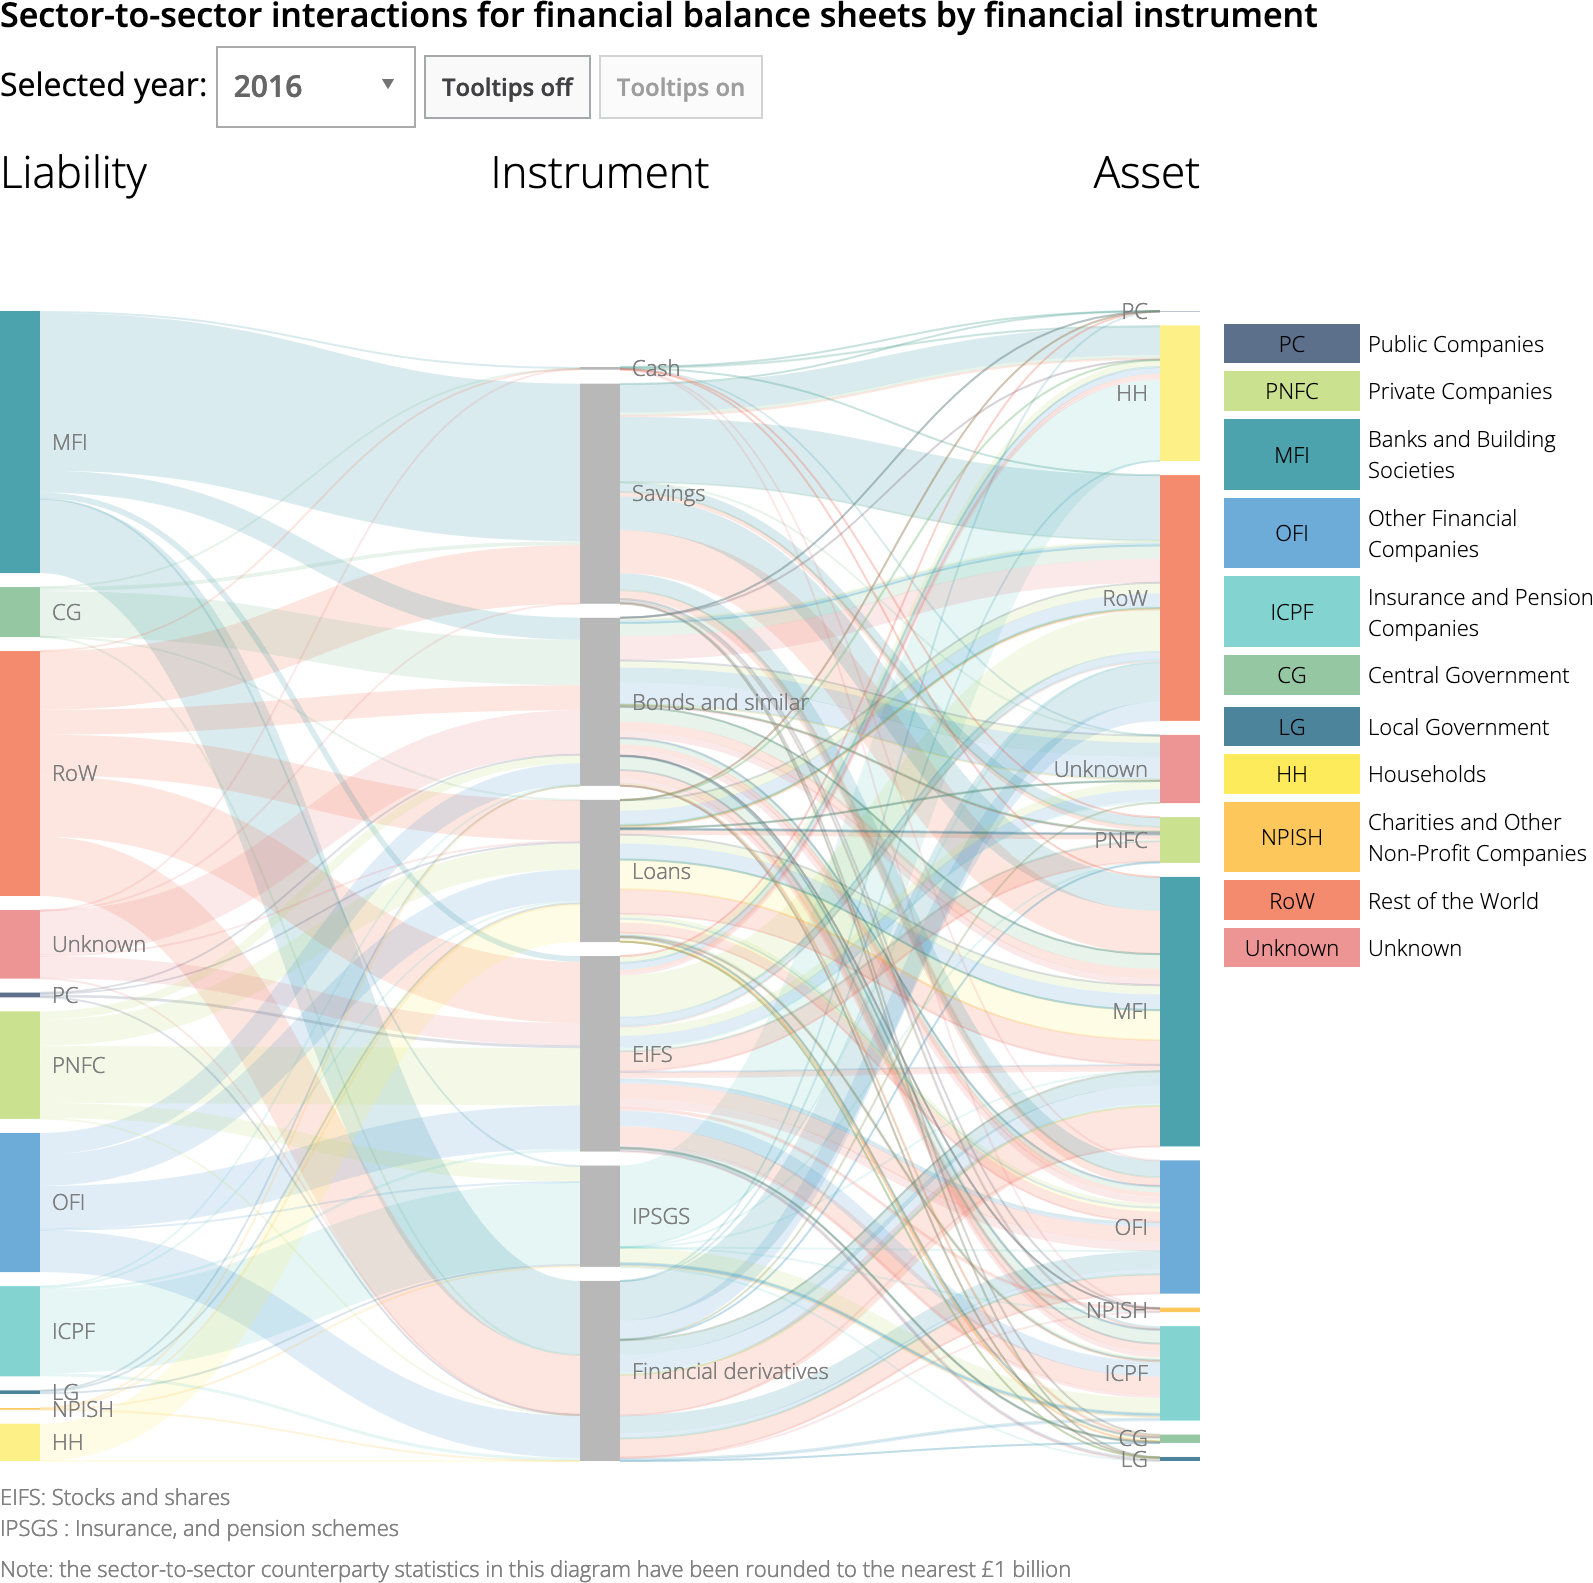 Sector-to-sector interactions for financial balance sheets by financial instrument
Selected year: 2016 ▼ Tooltips off Tooltips on
Liability Instrument Asset
MFI
CG
RoW
Unknown
PC
PNFC
OFI
ICPF
LG
NPISH
HH
Cash
Savings
Bonds and similar
Loans
EIFS
IPSGS
Financial derivatives
PC
HH
RoW
Unknown
PNFC
MFI
OFI
NPISH
ICPF
CG
LG
PC Public Companies
PNFC Private Companies
MFI Banks and Building
Societies
OFI Other Financial
Companies
ICPF Insurance and Pension
Companies
CG Central Government
LG Local Government
HH Households
NPISH Charities and Other
Non-Profit Companies
RoW Rest of the World
Unknown Unknown
EIFS: Stocks and shares
IPSGS : Insurance, and pension schemes
Note: the sector-to-sector counterparty statistics in this diagram have been rounded to the nearest £1 billion